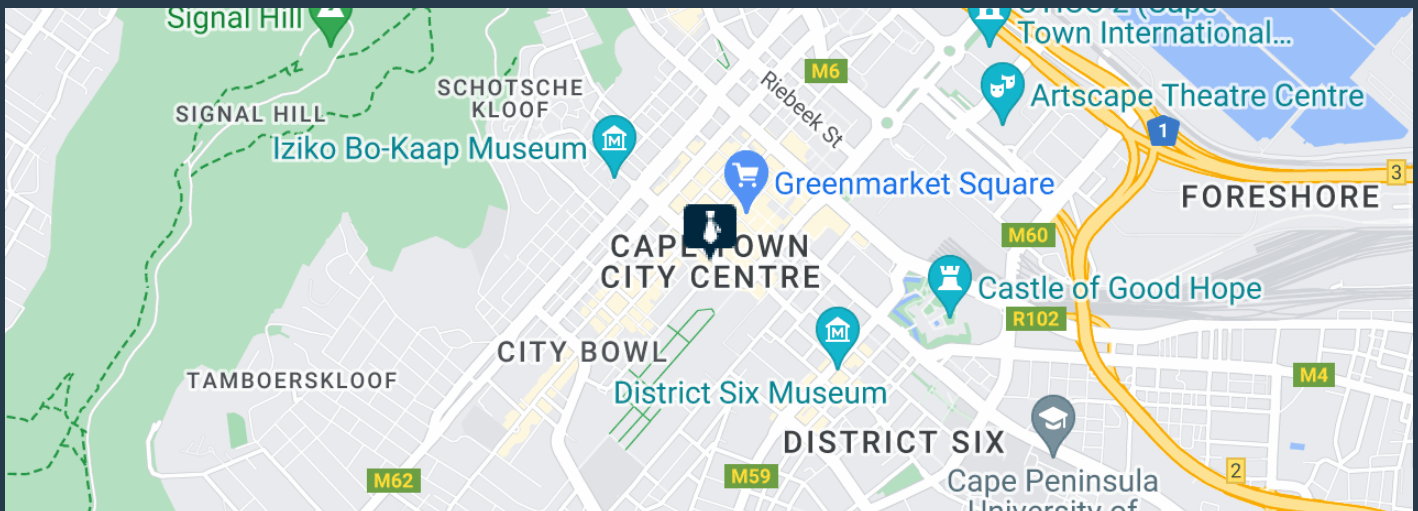 Signal Hill
Town International...
M6
SCHOTSCHE
KLOOF
Riebeek St
Artscape Theatre Centre
SIGNAL HILL
1
Iziko Bo-Kaap Museum
3
Greenmarket Square
FORESHORE
M60
CAPE TOWN
CITY CENTRE
Castle of Good Hope
R102
CITY BOWL
TAMBOERSKLOOF
M4
District Six Museum
DISTRICT SIX
2
M59
M62
Cape Peninsula
University of